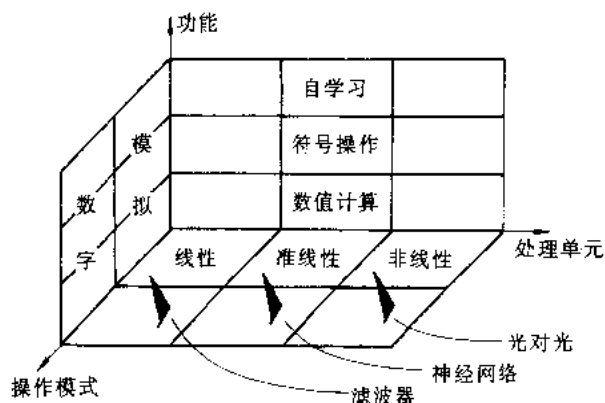 功能
自学习
模 符号操作
数 拟 数值计算
字 线性 准线性 非线性 处理单元
光对光
操作模式 神经网络
滤波器